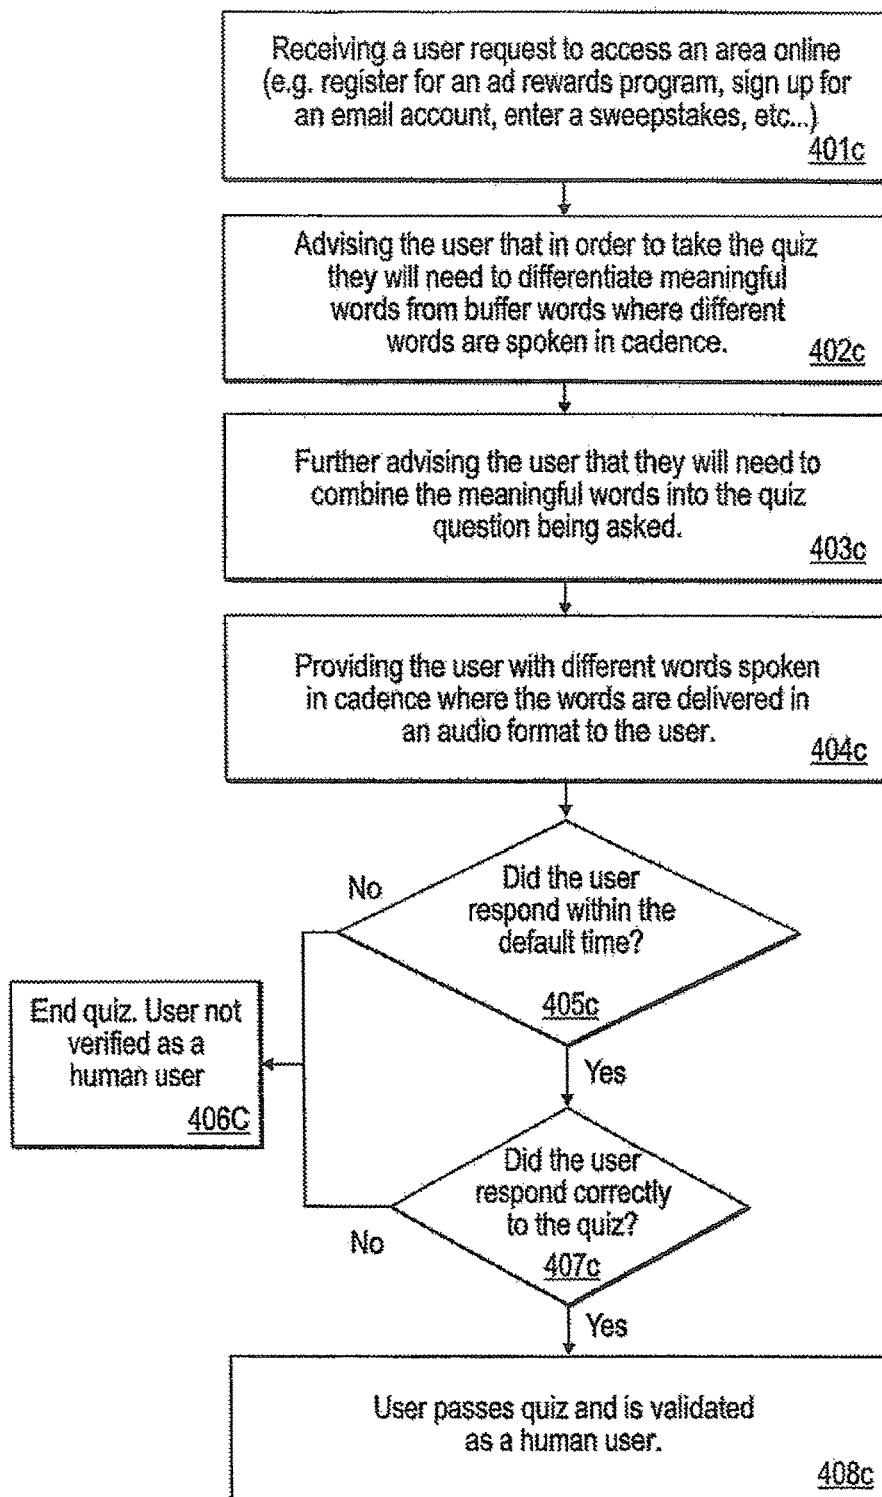 Receiving a user request to access an area online
(e.g. register for an ad rewards program, sign up for
an email account, enter a sweepstakes, etc...)
401c
Advising the user that in order to take the quiz
they will need to differentiate meaningful
words from buffer words where different
words are spoken in cadence.
402c
Further advising the user that they will need to
combine the meaningful words into the quiz
question being asked.
403c
Providing the user with different words spoken
in cadence where the words are delivered in
an audio format to the user.
404c
No
Did the user
respond within the
default time?
405c
End quiz. User not
verified as a
human user
406C
Yes
Did the user
respond correctly
to the quiz?
407c
No
Yes
User passes quiz and is validated
as a human user.
408c